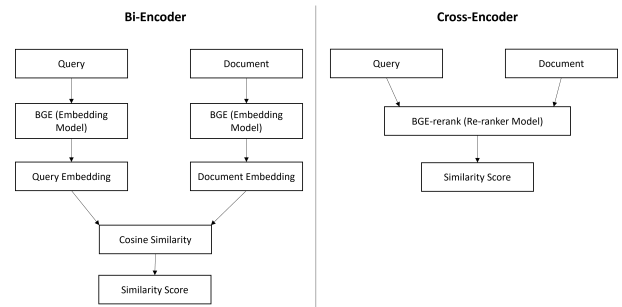 Bi-Encoder
Query
Document
BGE (Embedding
Model)
BGE (Embedding
Model)
Query Embedding
Document Embedding
Cosine Similarity
Similarity Score
Cross-Encoder
Query
Document
BGE-rerank (Re-ranker Model)
Similarity Score